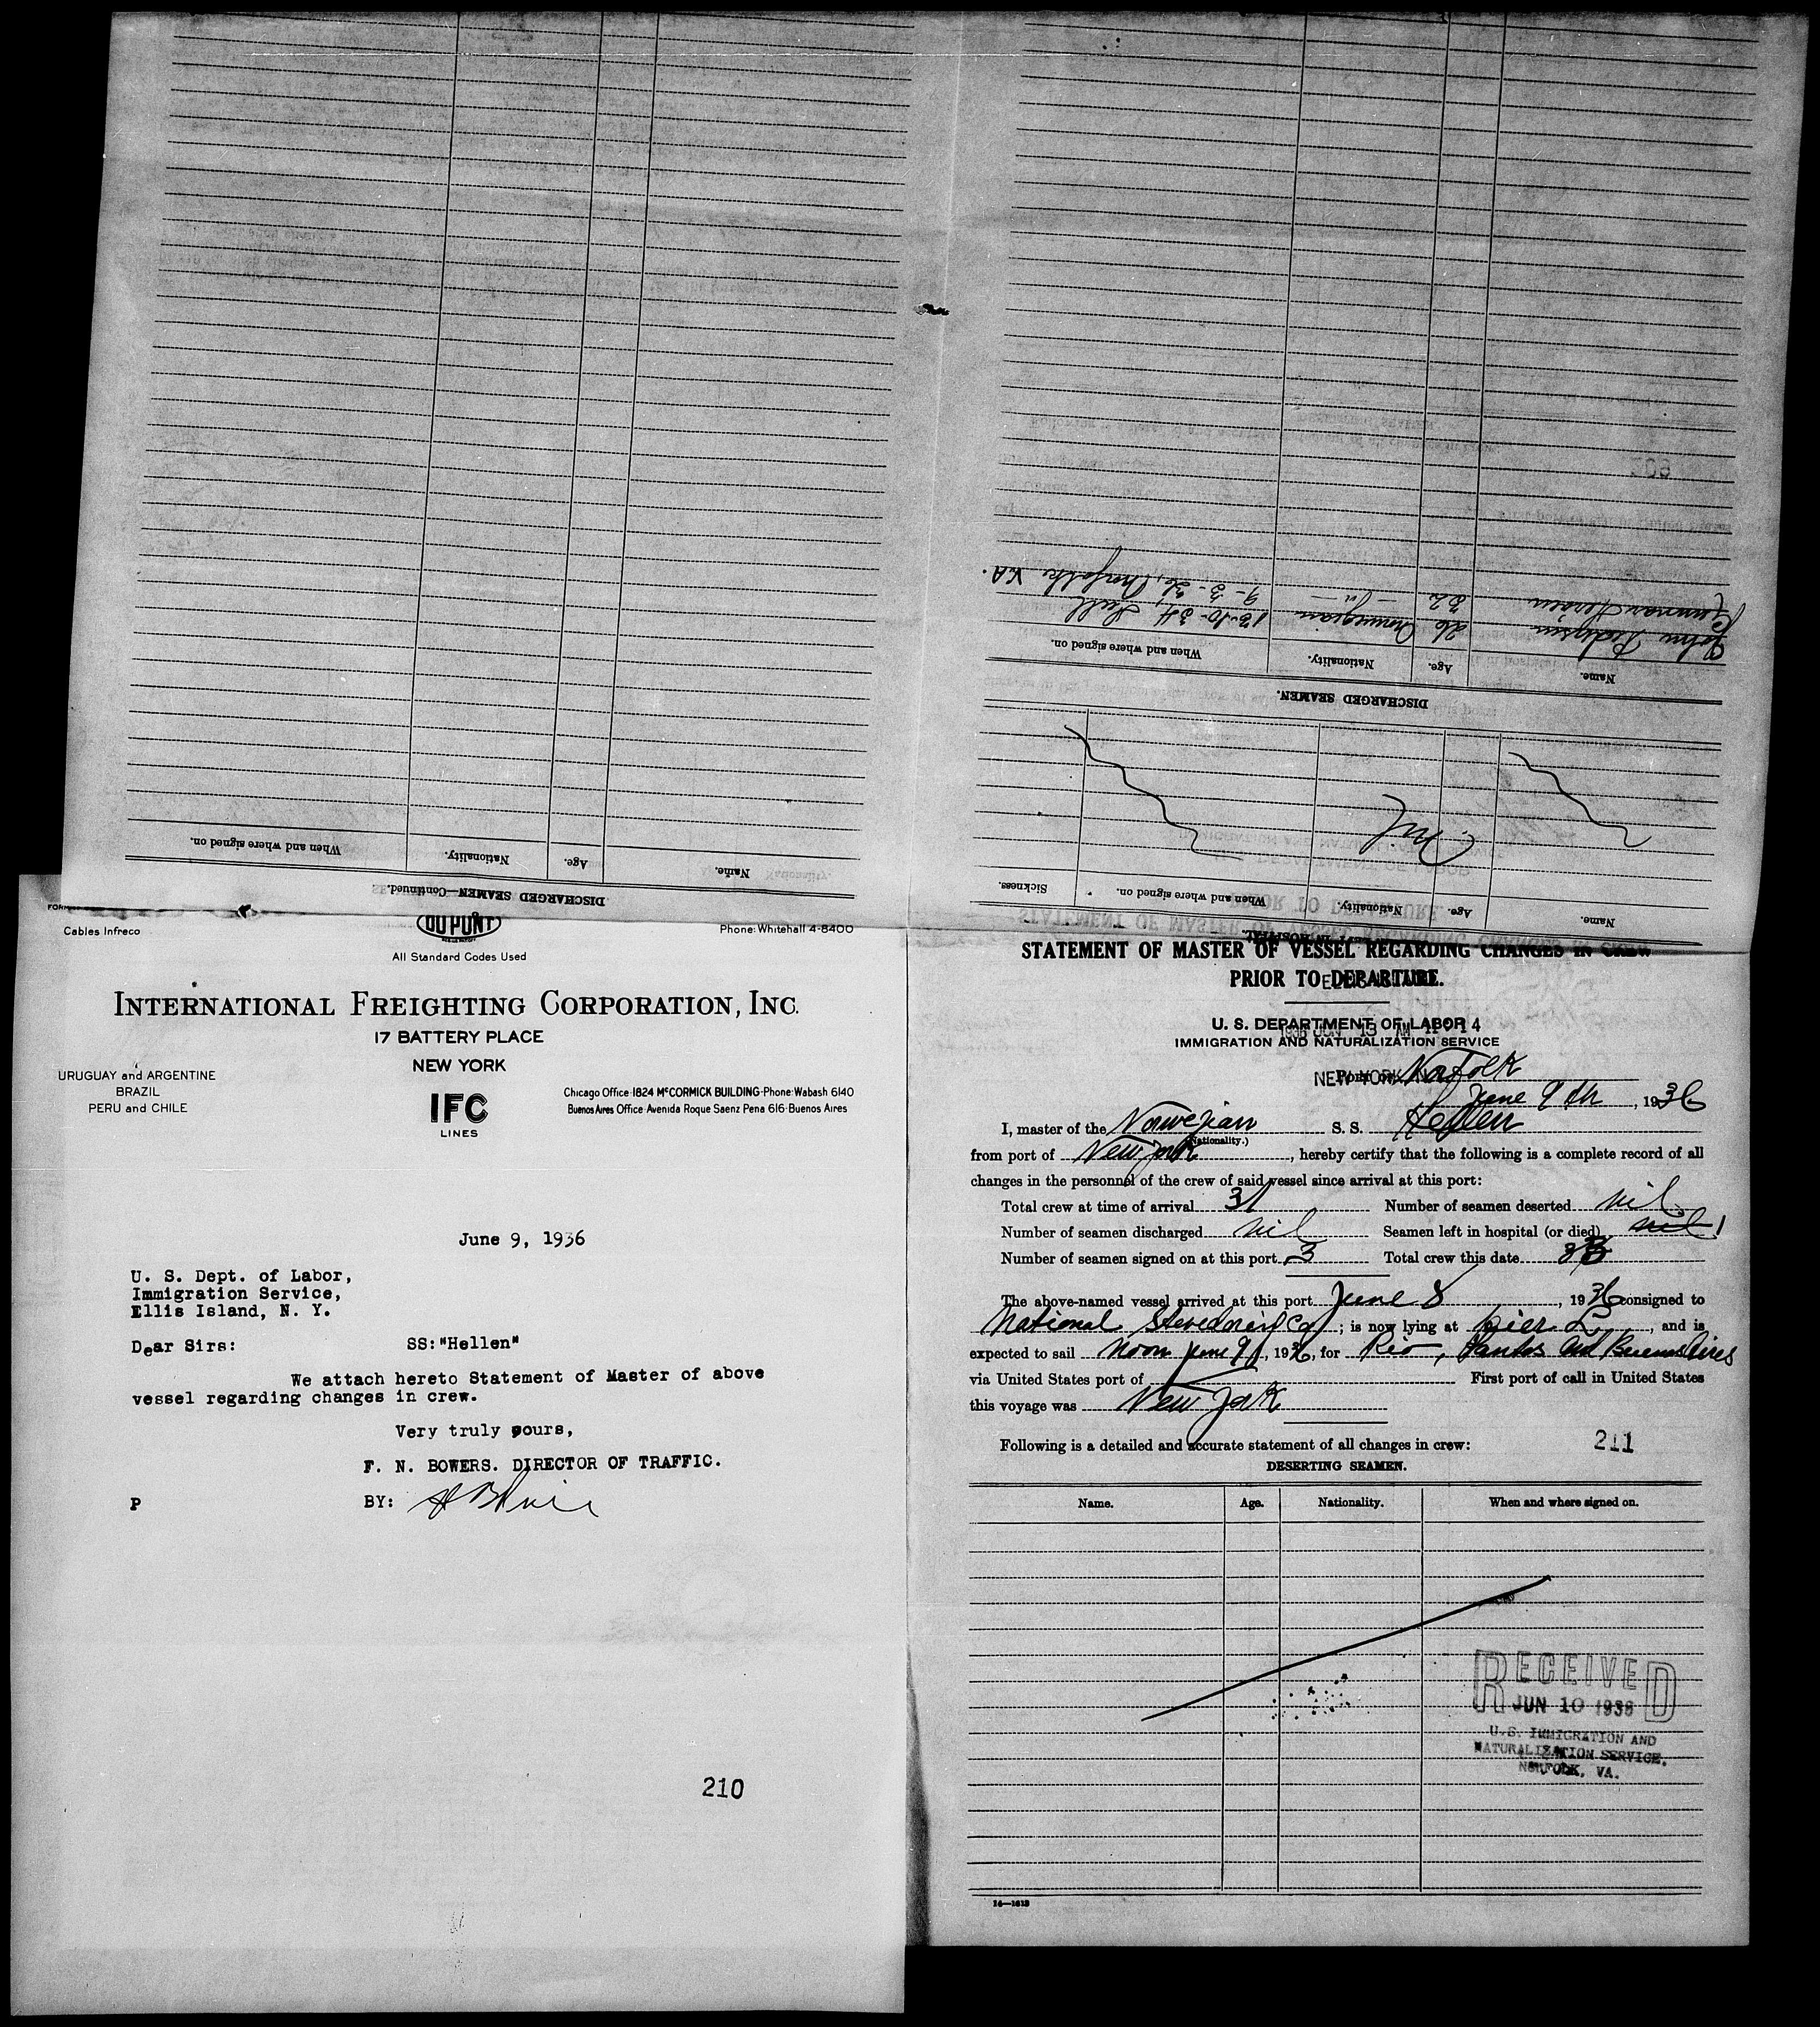 DISCHARGED SEAMEN—Continued.
Name.
Age.
Nationality.
When and where signed on.
Name.
Age.
Nationality.
When and where signed on.
Sickness.
Nil
DISCHARGED SEAMEN.
Name.
Age.
Nationality.
When and where signed on.
John 26 Norwegian 13-10-34
Gunnar 22 9-3-36, Norfolk VA.
Cables Infreco
DU PONT
Phone: Whitehall 4-8400
All Standard Codes Used
INTERNATIONAL FREIGHTING CORPORATION, INC.
17 BATTERY PLACE
NEW YORK
URUGUAY and ARGENTINE
BRAZIL
PERU and CHILE
IFC
LINES
Chicago Office·1824 McCORMICK BUILDING·Phone:Wabash 6140
Buenos Aires Office·Avenida Roque Saenz Pena 616·Buenos Aires
June 9, 1936
U. S. Dept. of Labor,
Immigration Service,
Ellis Island, N. Y.
Dear Sirs: SS:"Hellen"
We attach hereto Statement of Master of above
vessel regarding changes in crew.
Very truly yours,
F. N. BOWERS. DIRECTOR OF TRAFFIC.
P BY:
210
STATEMENT OF MASTER OF VESSEL REGARDING CHANGES IN CREW
PRIOR TO DEPARTURE.
U. S. DEPARTMENT OF LABOR
IMMIGRATION AND NATURALIZATION SERVICE
1936 JUN 13 AM
NEW YORK
Port of Norfolk
June 9th, 1936
I, master of the Norwegian S. S. Hellen
(Nationality.)
from port of New York, hereby certify that the following is a complete record of all
changes in the personnel of the crew of said vessel since arrival at this port:
Total crew at time of arrival 31 Number of seamen deserted nil
Number of seamen discharged nil Seamen left in hospital (or died) nil 1
Number of seamen signed on at this port 3 Total crew this date 33
The above-named vessel arrived at this port June 8, 1936 consigned to
National Stevedoring Co; is now lying at pier L, and is
expected to sail Noon June 9, 1936, for Rio, Santos and Buenos Aires
via United States port of First port of call in United States
this voyage was New York
Following is a detailed and accurate statement of all changes in crew: 211
DESERTING SEAMEN.
Name. Age. Nationality. When and where signed on.
RECEIVED
JUN 10 1936
U.S. IMMIGRATION AND
NATURALIZATION SERVICE.
NORFOLK, VA.
14—1613